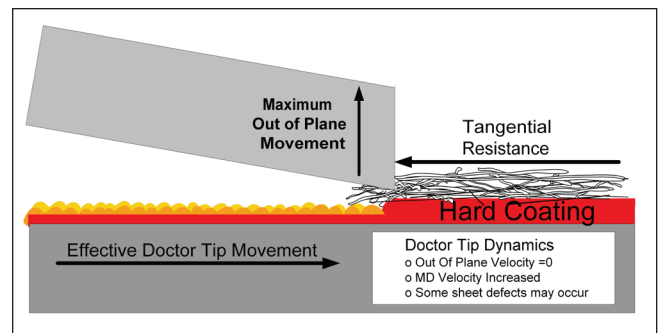 Maximum
Out of Plane
Movement
Tangential
Resistance
Hard Coating
Effective Doctor Tip Movement
Doctor Tip Dynamics
o Out Of Plane Velocity =0
o MD Velocity Increased
o Some sheet defects may occur